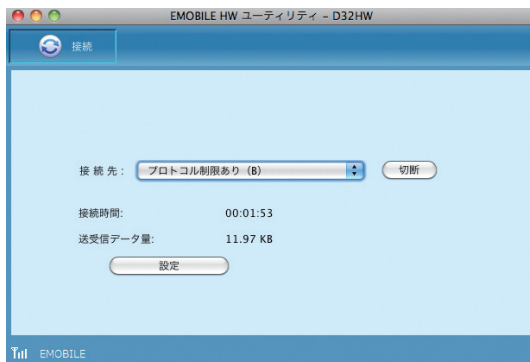 EMOBILE HW ユーティリティ – D32HW
接続
接 続 先 : プロトコル制限あり（B） 切断
接続時間: 00:01:53
送受信データ量: 11.97 KB
設定
EMOBILE